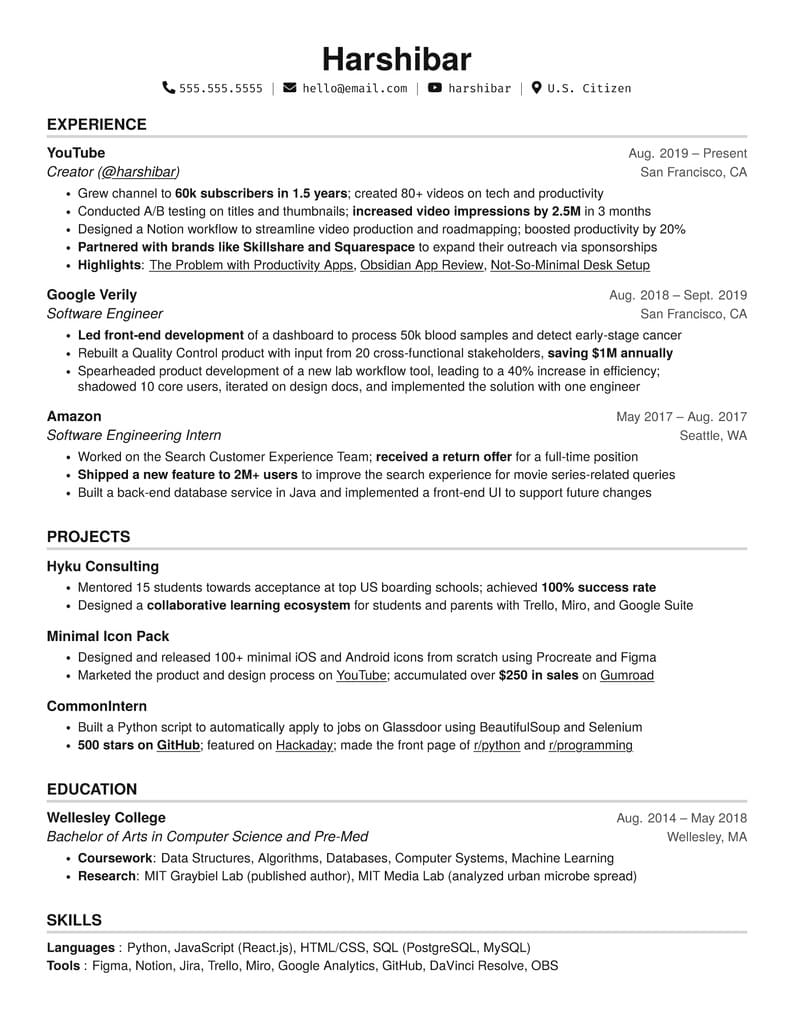 Harshibar
555.555.5555 | hello@email.com | harshibar | U.S. Citizen
EXPERIENCE
YouTube Aug. 2019 – Present
Creator (@harshibar) San Francisco, CA
• Grew channel to 60k subscribers in 1.5 years; created 80+ videos on tech and productivity
• Conducted A/B testing on titles and thumbnails; increased video impressions by 2.5M in 3 months
• Designed a Notion workflow to streamline video production and roadmapping; boosted productivity by 20%
• Partnered with brands like Skillshare and Squarespace to expand their outreach via sponsorships
• Highlights: The Problem with Productivity Apps, Obsidian App Review, Not-So-Minimal Desk Setup
Google Verily Aug. 2018 – Sept. 2019
Software Engineer San Francisco, CA
• Led front-end development of a dashboard to process 50k blood samples and detect early-stage cancer
• Rebuilt a Quality Control product with input from 20 cross-functional stakeholders, saving $1M annually
• Spearheaded product development of a new lab workflow tool, leading to a 40% increase in efficiency;
shadowed 10 core users, iterated on design docs, and implemented the solution with one engineer
Amazon May 2017 – Aug. 2017
Software Engineering Intern Seattle, WA
• Worked on the Search Customer Experience Team; received a return offer for a full-time position
• Shipped a new feature to 2M+ users to improve the search experience for movie series-related queries
• Built a back-end database service in Java and implemented a front-end UI to support future changes
PROJECTS
Hyku Consulting
• Mentored 15 students towards acceptance at top US boarding schools; achieved 100% success rate
• Designed a collaborative learning ecosystem for students and parents with Trello, Miro, and Google Suite
Minimal Icon Pack
• Designed and released 100+ minimal iOS and Android icons from scratch using Procreate and Figma
• Marketed the product and design process on YouTube; accumulated over $250 in sales on Gumroad
CommonIntern
• Built a Python script to automatically apply to jobs on Glassdoor using BeautifulSoup and Selenium
• 500 stars on GitHub; featured on Hackaday; made the front page of r/python and r/programming
EDUCATION
Wellesley College Aug. 2014 – May 2018
Bachelor of Arts in Computer Science and Pre-Med Wellesley, MA
• Coursework: Data Structures, Algorithms, Databases, Computer Systems, Machine Learning
• Research: MIT Graybiel Lab (published author), MIT Media Lab (analyzed urban microbe spread)
SKILLS
Languages : Python, JavaScript (React.js), HTML/CSS, SQL (PostgreSQL, MySQL)
Tools : Figma, Notion, Jira, Trello, Miro, Google Analytics, GitHub, DaVinci Resolve, OBS